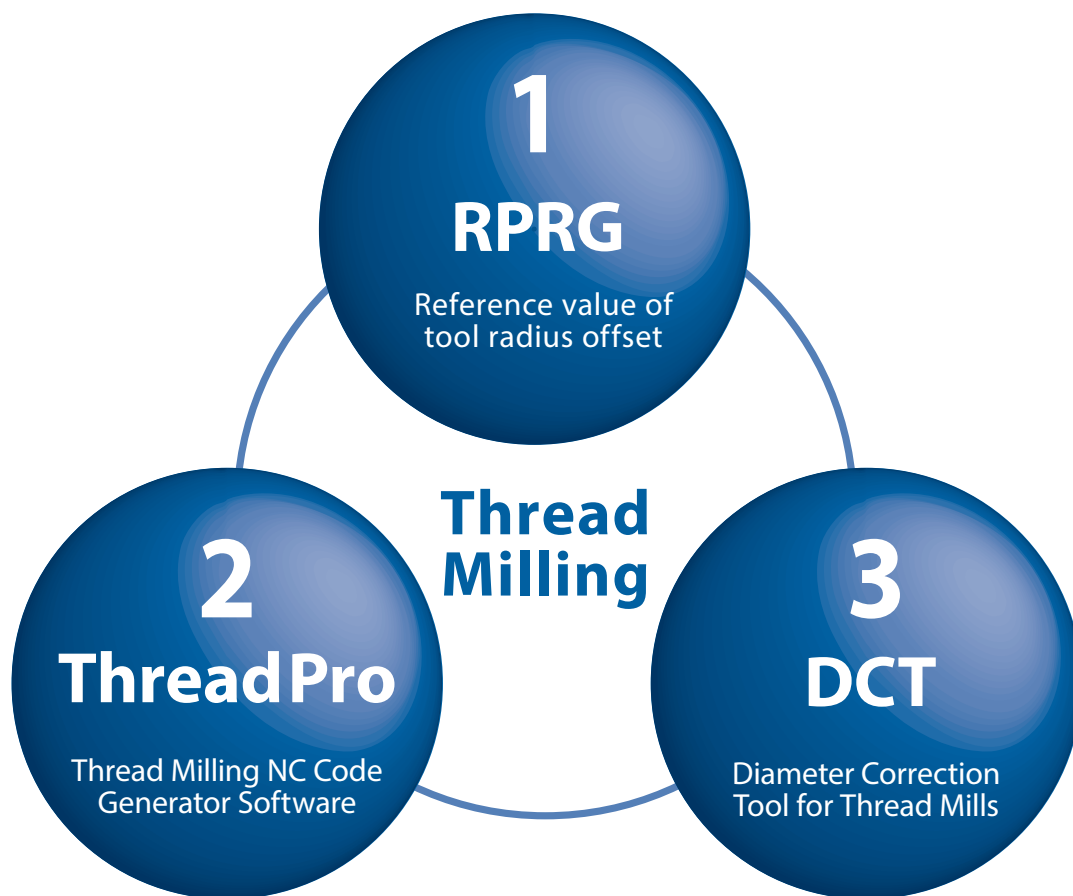 1
RPRG
Reference value of
tool radius offset
Thread
Milling
2
ThreadPro
Thread Milling NC Code
Generator Software
3
DCT
Diameter Correction
Tool for Thread Mills